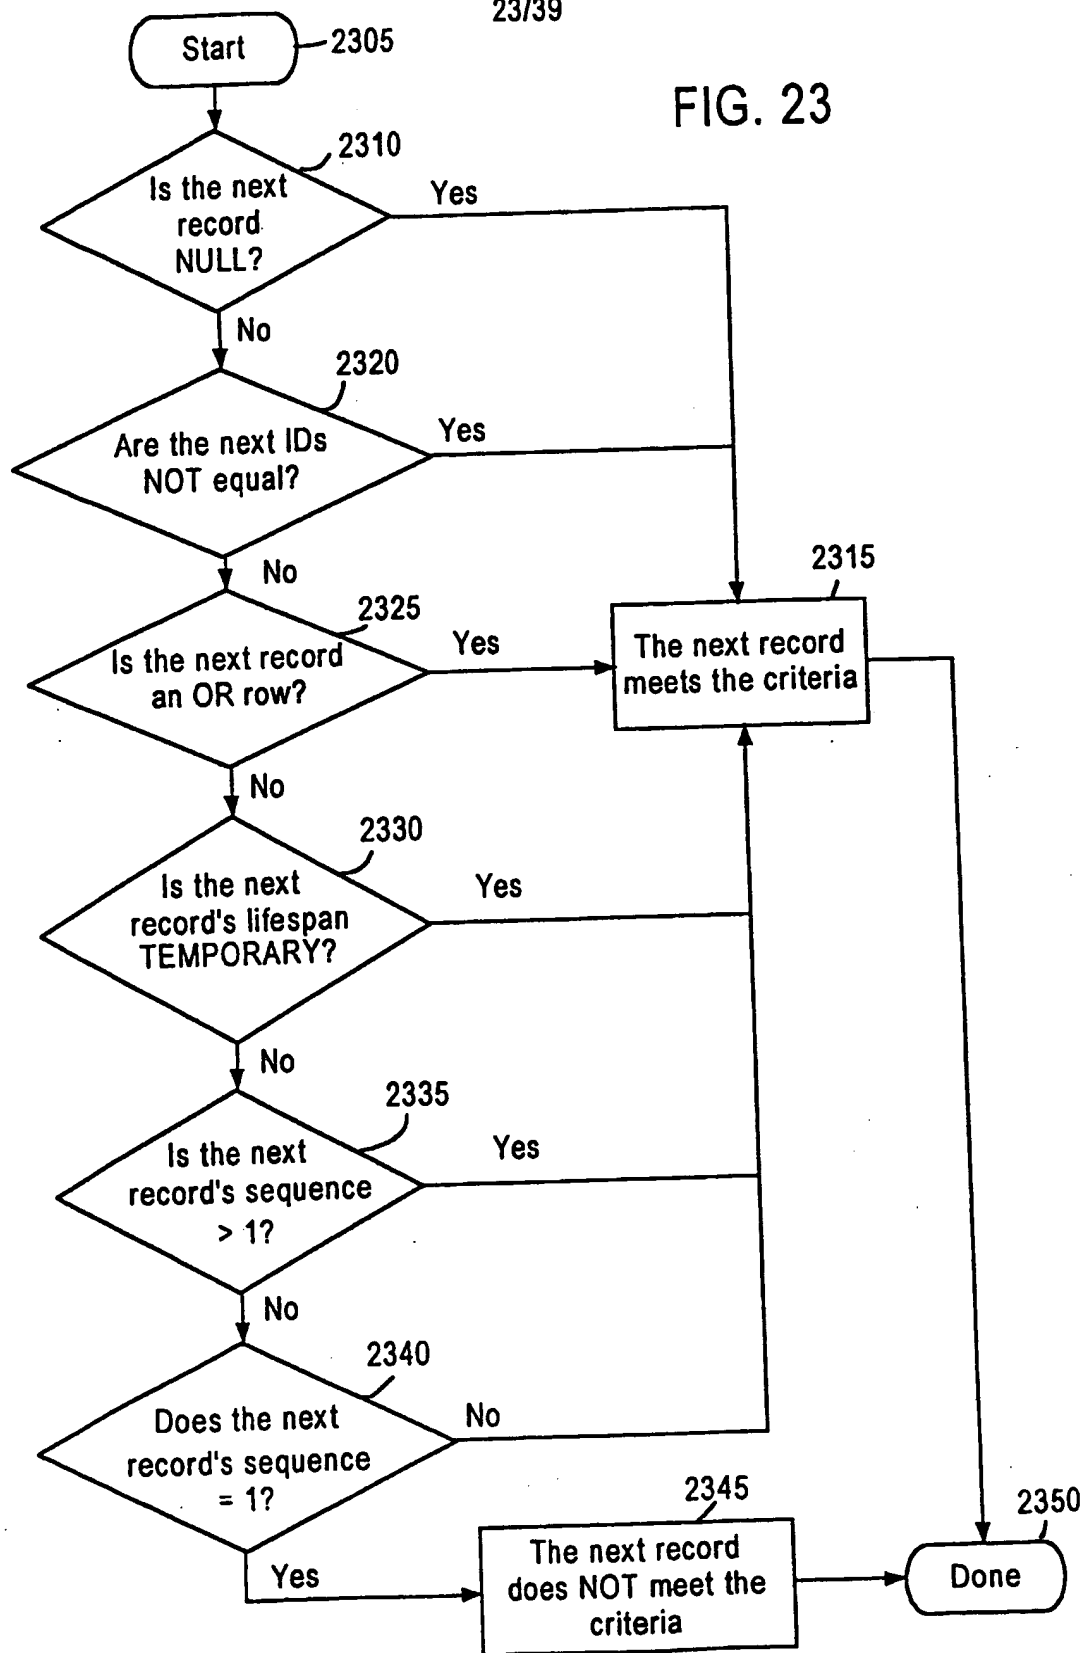 23/39
Start
2305
FIG. 23
2310
Is the next
record
NULL?
Yes
No
2320
Are the next IDs
NOT equal?
Yes
No
2325
Is the next record
an OR row?
Yes
2315
The next record
meets the criteria
No
2330
Is the next
record's lifespan
TEMPORARY?
Yes
No
2335
Is the next
record's sequence
> 1?
Yes
No
2340
Does the next
record's sequence
= 1?
No
Yes
2345
The next record
does NOT meet the
criteria
2350
Done